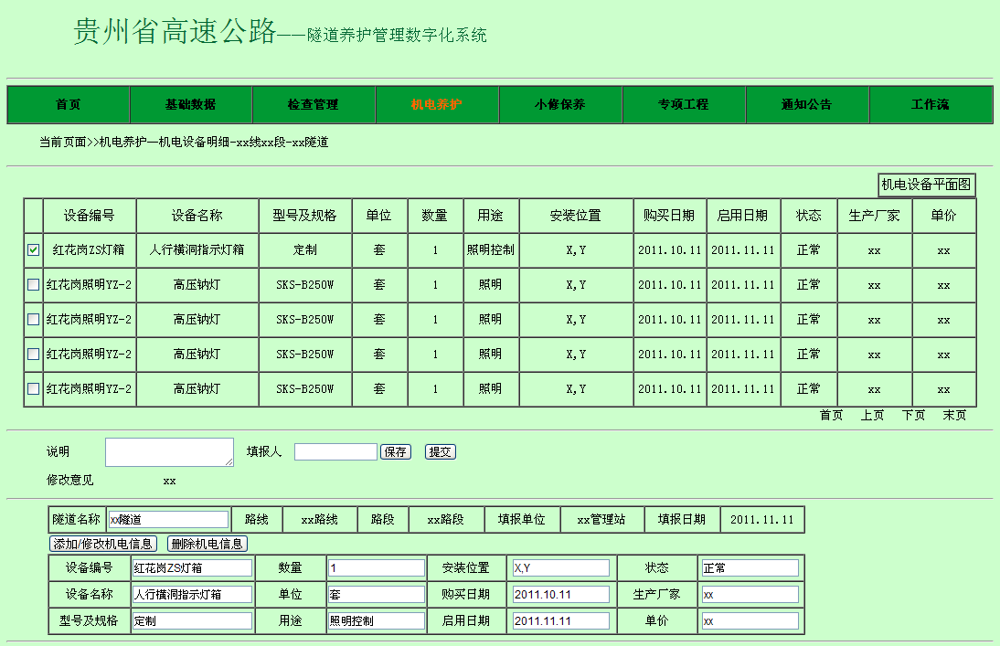 贵州省高速公路——隧道养护管理数字化系统
首页 基础数据 检查管理 机电养护 小修保养 专项工程 通知公告 工作流
当前页面>>机电养护—机电设备明细-xx线xx段-xx隧道
机电设备平面图
设备编号 设备名称 型号及规格 单位 数量 用途 安装位置 购买日期 启用日期 状态 生产厂家 单价
红花岗ZS灯箱 人行横洞指示灯箱 定制 套 1 照明控制 X,Y 2011.10.11 2011.11.11 正常 xx xx
红花岗照明YZ-2 高压钠灯 SKS-B250W 套 1 照明 X,Y 2011.10.11 2011.11.11 正常 xx xx
红花岗照明YZ-2 高压钠灯 SKS-B250W 套 1 照明 X,Y 2011.10.11 2011.11.11 正常 xx xx
红花岗照明YZ-2 高压钠灯 SKS-B250W 套 1 照明 X,Y 2011.10.11 2011.11.11 正常 xx xx
红花岗照明YZ-2 高压钠灯 SKS-B250W 套 1 照明 X,Y 2011.10.11 2011.11.11 正常 xx xx
首页 上页 下页 末页
说明 填报人 保存 提交
修改意见 xx
隧道名称 xx隧道 路线 xx路线 路段 xx路段 填报单位 xx管理站 填报日期 2011.11.11
添加/修改机电信息 删除机电信息
设备编号 红花岗ZS灯箱 数量 1 安装位置 X,Y 状态 正常
设备名称 人行横洞指示灯箱 单位 套 购买日期 2011.10.11 生产厂家 xx
型号及规格 定制 用途 照明控制 启用日期 2011.11.11 单价 xx